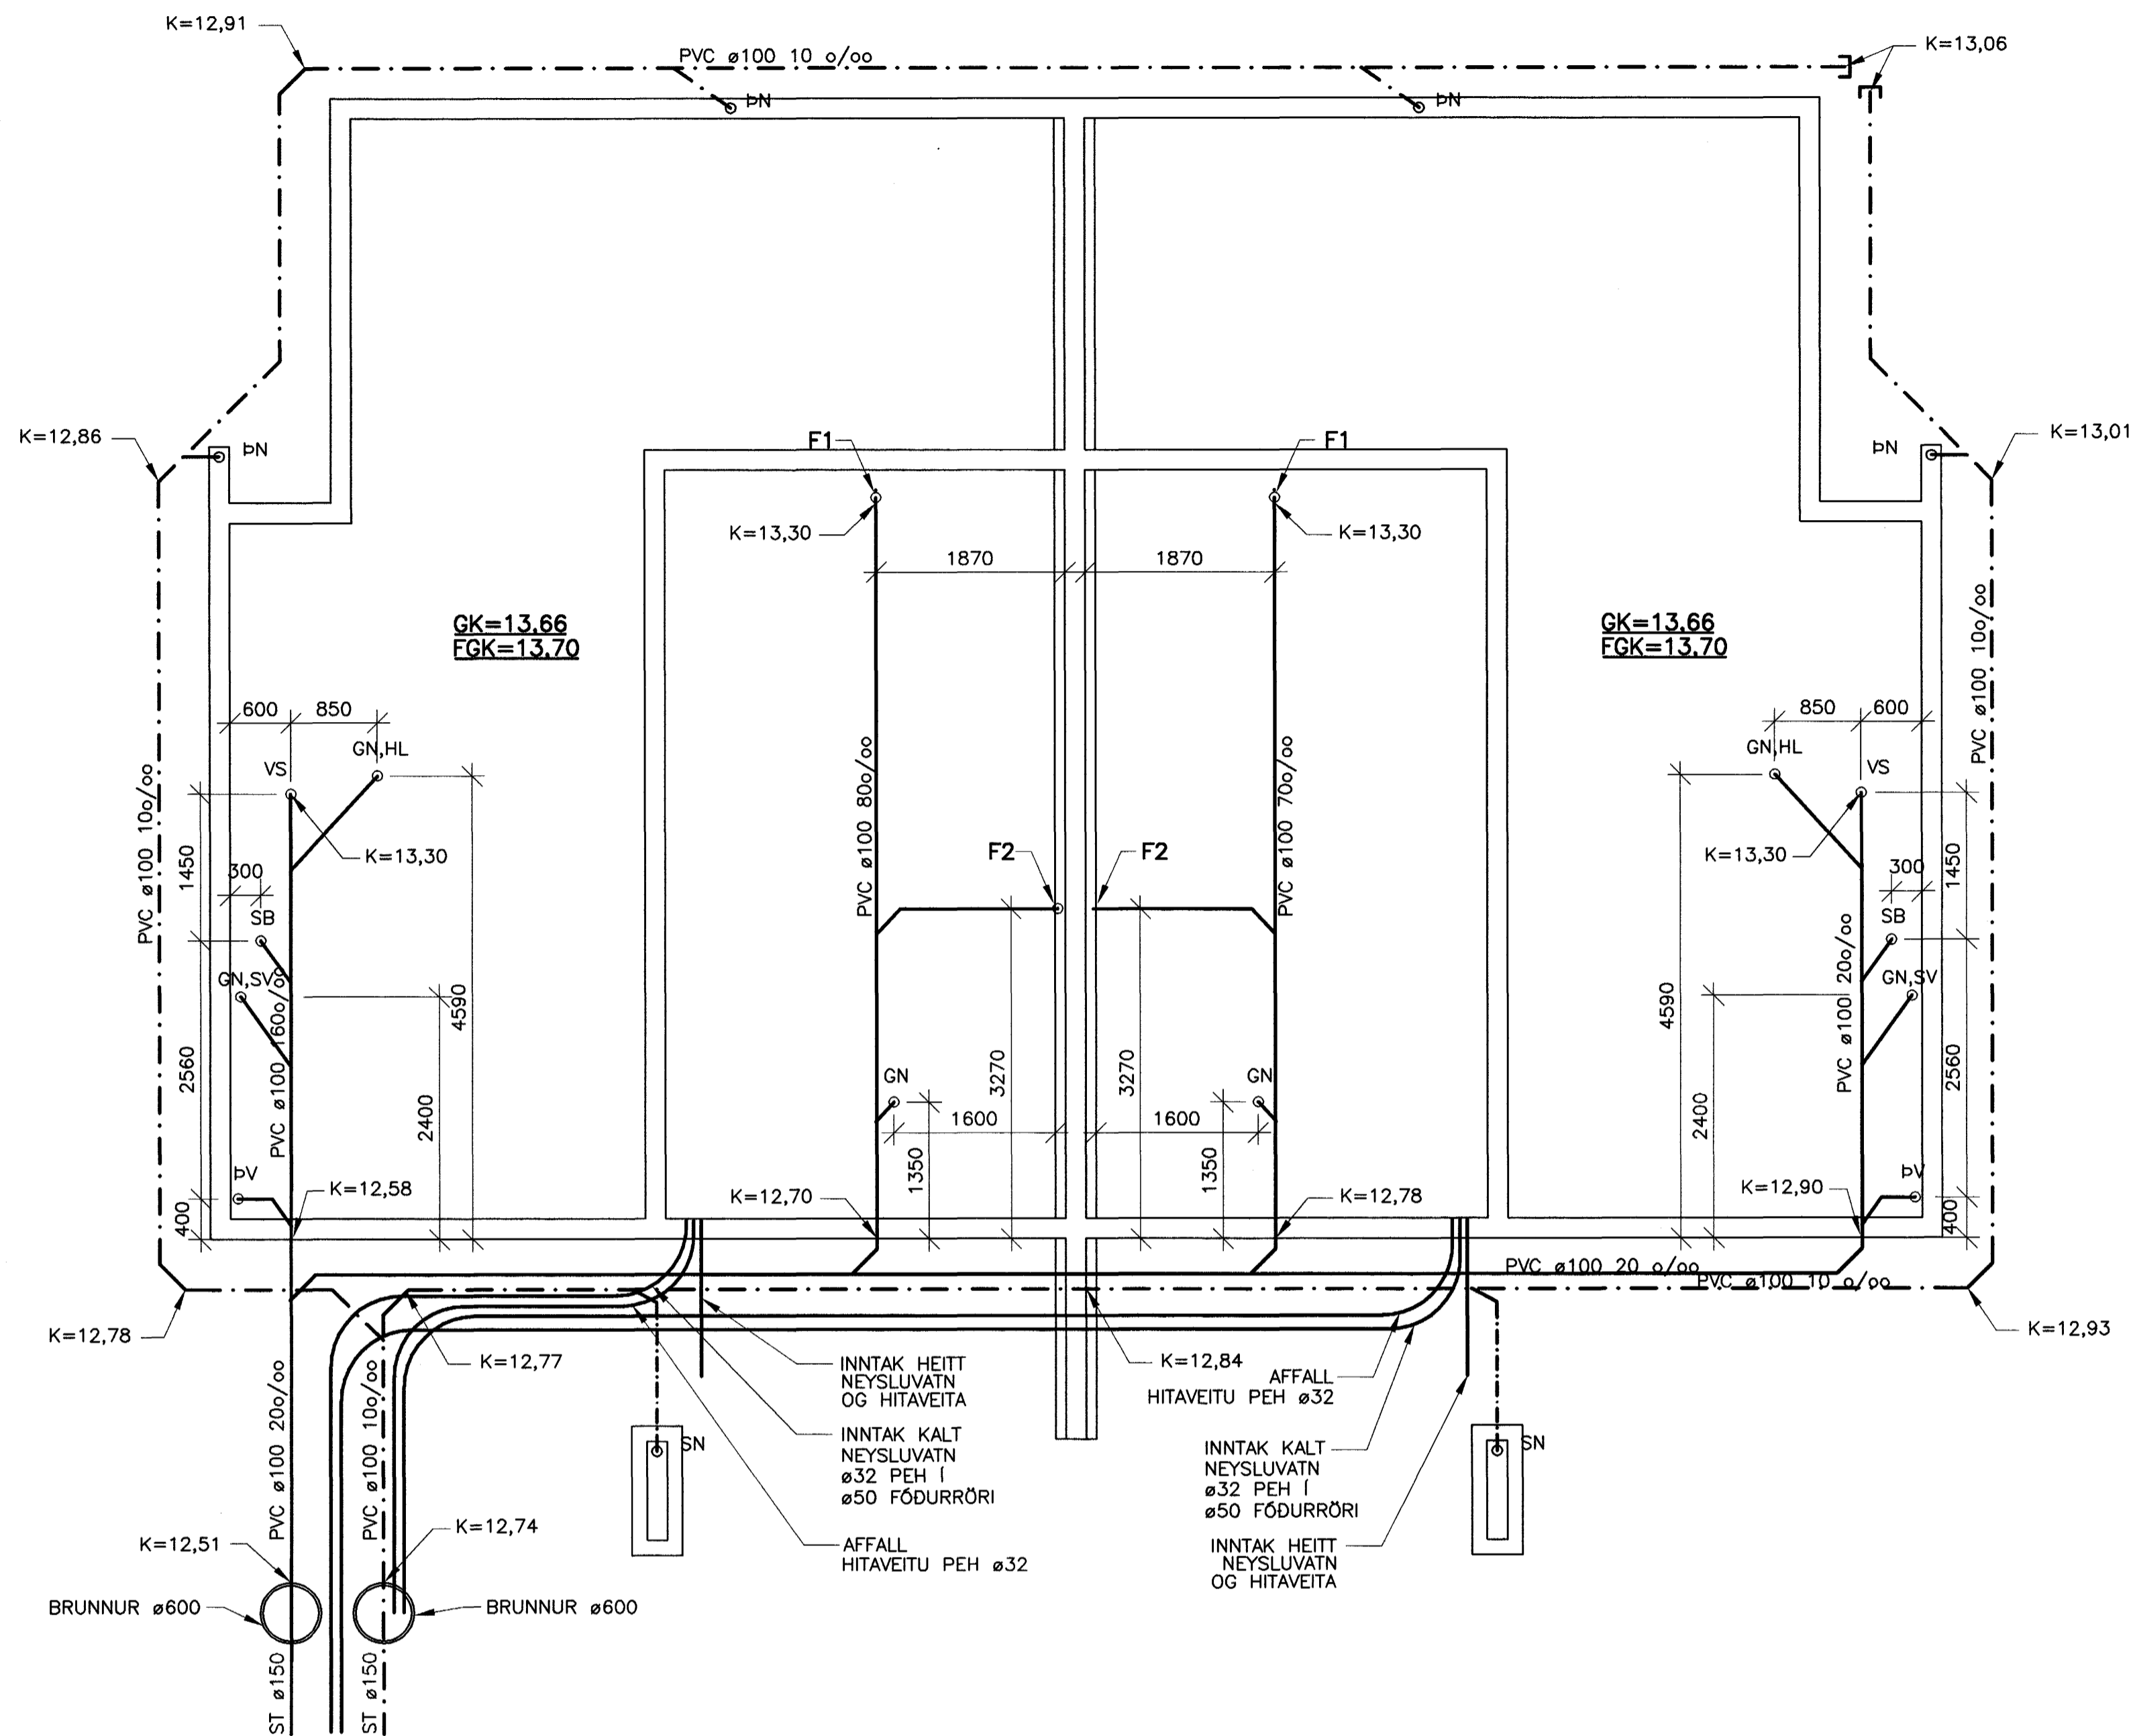 K=12,91
PVC ø100 10 o/oo
K=13,06
ÞN
ÞN
K=12,86
ÞN
F1
F1
ÞN
K=13,01
K=13,30
K=13,30
1870
1870
GK=13,66
FGK=13,70
GK=13,66
FGK=13,70
PVC ø100 10o/oo
600
850
850
600
GN,HL
VS
GN,HL
VS
PVC ø100 10o/oo
PVC ø100 80o/oo
PVC ø100 70o/oo
K=13,30
K=13,30
1450
300
1450
300
F2
F2
SB
SB
GN,SV
GN,SV
PVC ø100 160o/oo
PVC ø100 20o/oo
4590
4590
2560
2400
3270
3270
2400
2560
GN
GN
1600
1600
1350
1350
ÞV
ÞV
K=12,58
K=12,70
K=12,78
K=12,90
400
400
PVC ø100 20 o/oo
PVC ø100 10 o/oo
K=12,78
K=12,77
K=12,84
K=12,93
INNTAK HEITT
NEYSLUVATN
OG HITAVEITA
AFFALL
HITAVEITU PEH ø32
PVC ø100 20o/oo
PVC ø100 10o/oo
INNTAK KALT
NEYSLUVATN
ø32 PEH Í
ø50 FÓÐURRÖRI
SN
INNTAK KALT
NEYSLUVATN
ø32 PEH Í
ø50 FÓÐURRÖRI
SN
K=12,74
K=12,51
AFFALL
HITAVEITU PEH ø32
INNTAK HEITT
NEYSLUVATN
OG HITAVEITA
BRUNNUR ø600
BRUNNUR ø600
ST ø150
ST ø150